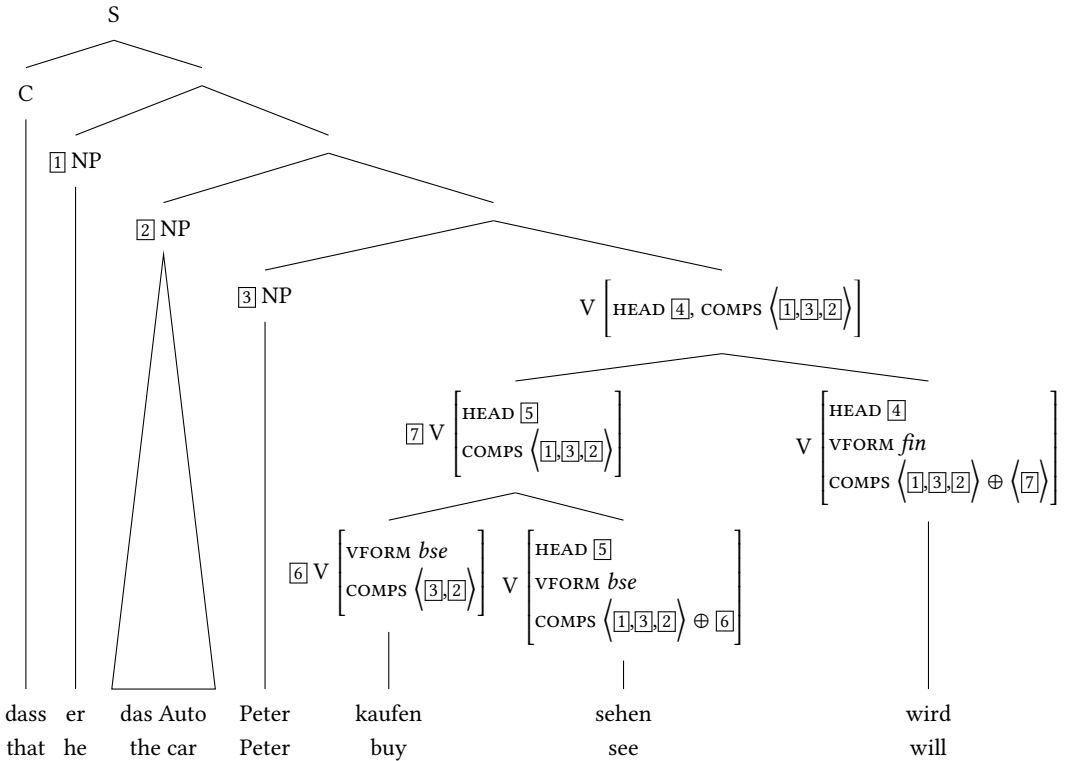 S
C
1 NP
2 NP
3 NP
V [HEAD 4, COMPS ⟨1,3,2⟩]
7 V [HEAD 5
COMPS ⟨1,3,2⟩]
V [HEAD 4
VFORM fin
COMPS ⟨1,3,2⟩ ⊕ ⟨7⟩]
6 V [VFORM bse
COMPS ⟨3,2⟩]
V [HEAD 5
VFORM bse
COMPS ⟨1,3,2⟩ ⊕ 6]
dass er das Auto Peter kaufen sehen wird
that he the car Peter buy see will